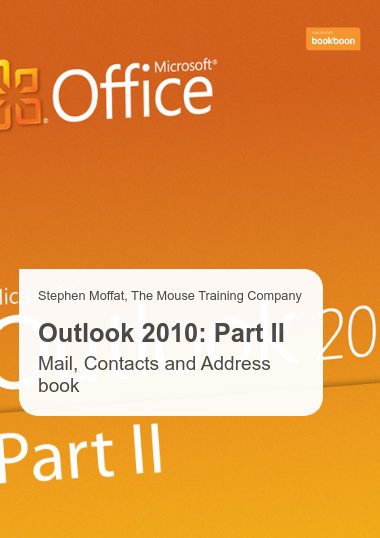 bookboon
Microsoft®
Office®
Stephen Moffat, The Mouse Training Company
Outlook 2010: Part II
Mail, Contacts and Address
book
20
Part II